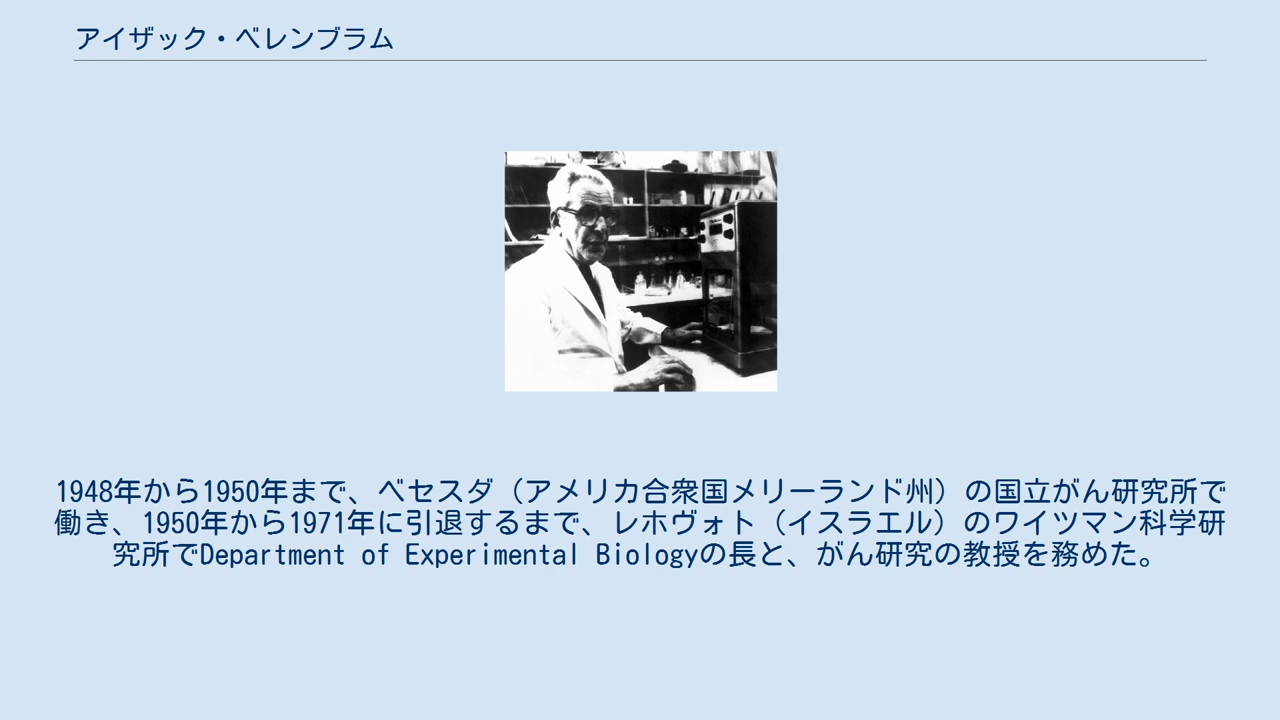 アイザック・ベレンブラム
1948年から1950年まで、ベセスダ（アメリカ合衆国メリーランド州）の国立がん研究所で
働き、1950年から1971年に引退するまで、レホヴォト（イスラエル）のワイツマン科学研
究所でDepartment of Experimental Biologyの長と、がん研究の教授を務めた。